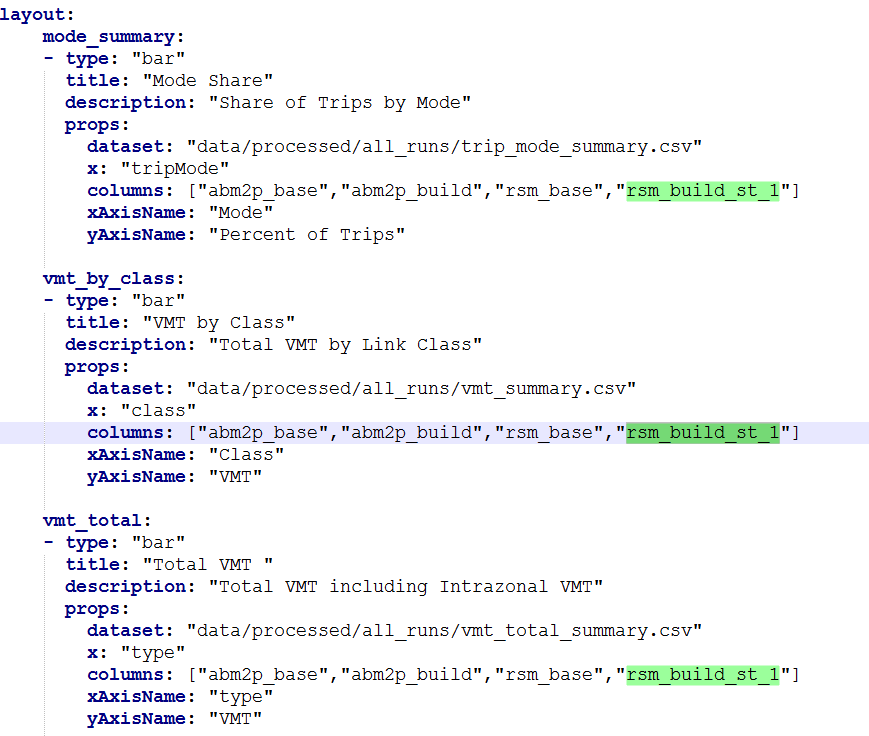 layout:
    mode_summary:
    - type: "bar"
      title: "Mode Share"
      description: "Share of Trips by Mode"
      props:
        dataset: "data/processed/all_runs/trip_mode_summary.csv"
        x: "tripMode"
        columns: ["abm2p_base","abm2p_build","rsm_base","rsm_build_st_1"]
        xAxisName: "Mode"
        yAxisName: "Percent of Trips"

    vmt_by_class:
    - type: "bar"
      title: "VMT by Class"
      description: "Total VMT by Link Class"
      props:
        dataset: "data/processed/all_runs/vmt_summary.csv"
        x: "class"
        columns: ["abm2p_base","abm2p_build","rsm_base","rsm_build_st_1"]
        xAxisName: "Class"
        yAxisName: "VMT"

    vmt_total:
    - type: "bar"
      title: "Total VMT "
      description: "Total VMT including Intrazonal VMT"
      props:
        dataset: "data/processed/all_runs/vmt_total_summary.csv"
        x: "type"
        columns: ["abm2p_base","abm2p_build","rsm_base","rsm_build_st_1"]
        xAxisName: "type"
        yAxisName: "VMT"